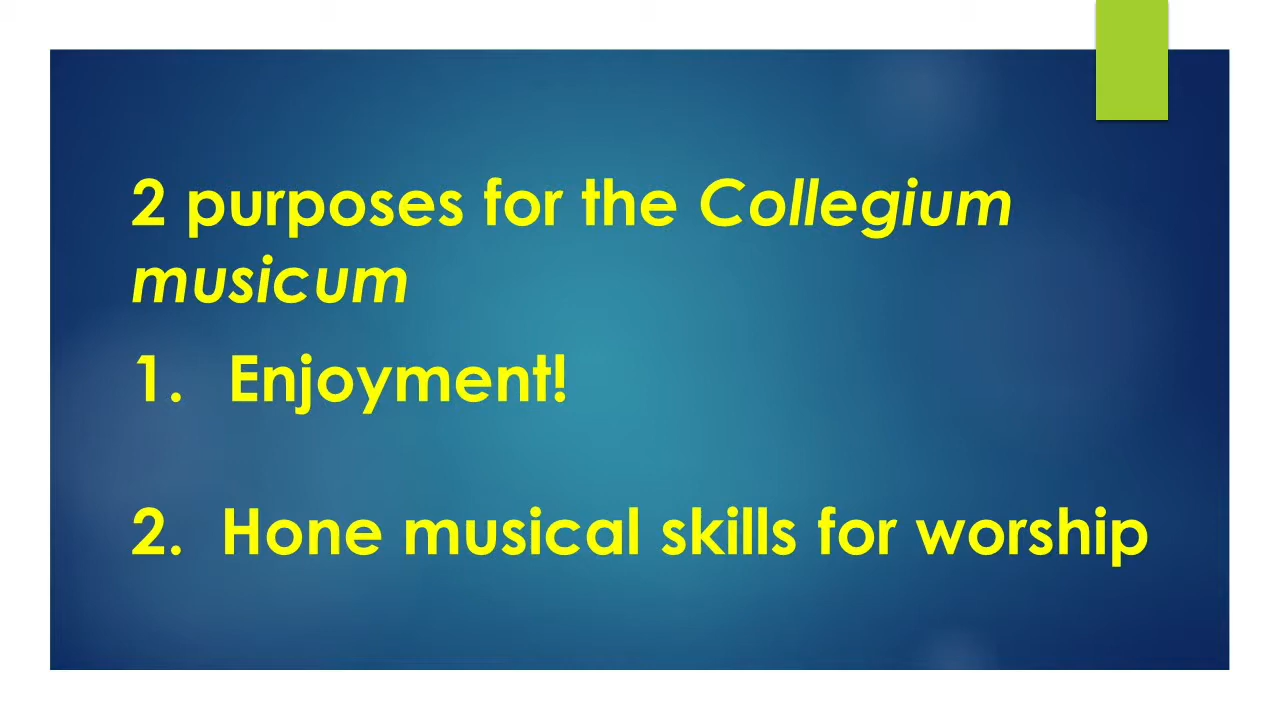 2 purposes for the Collegium
musicum
1. Enjoyment!
2. Hone musical skills for worship